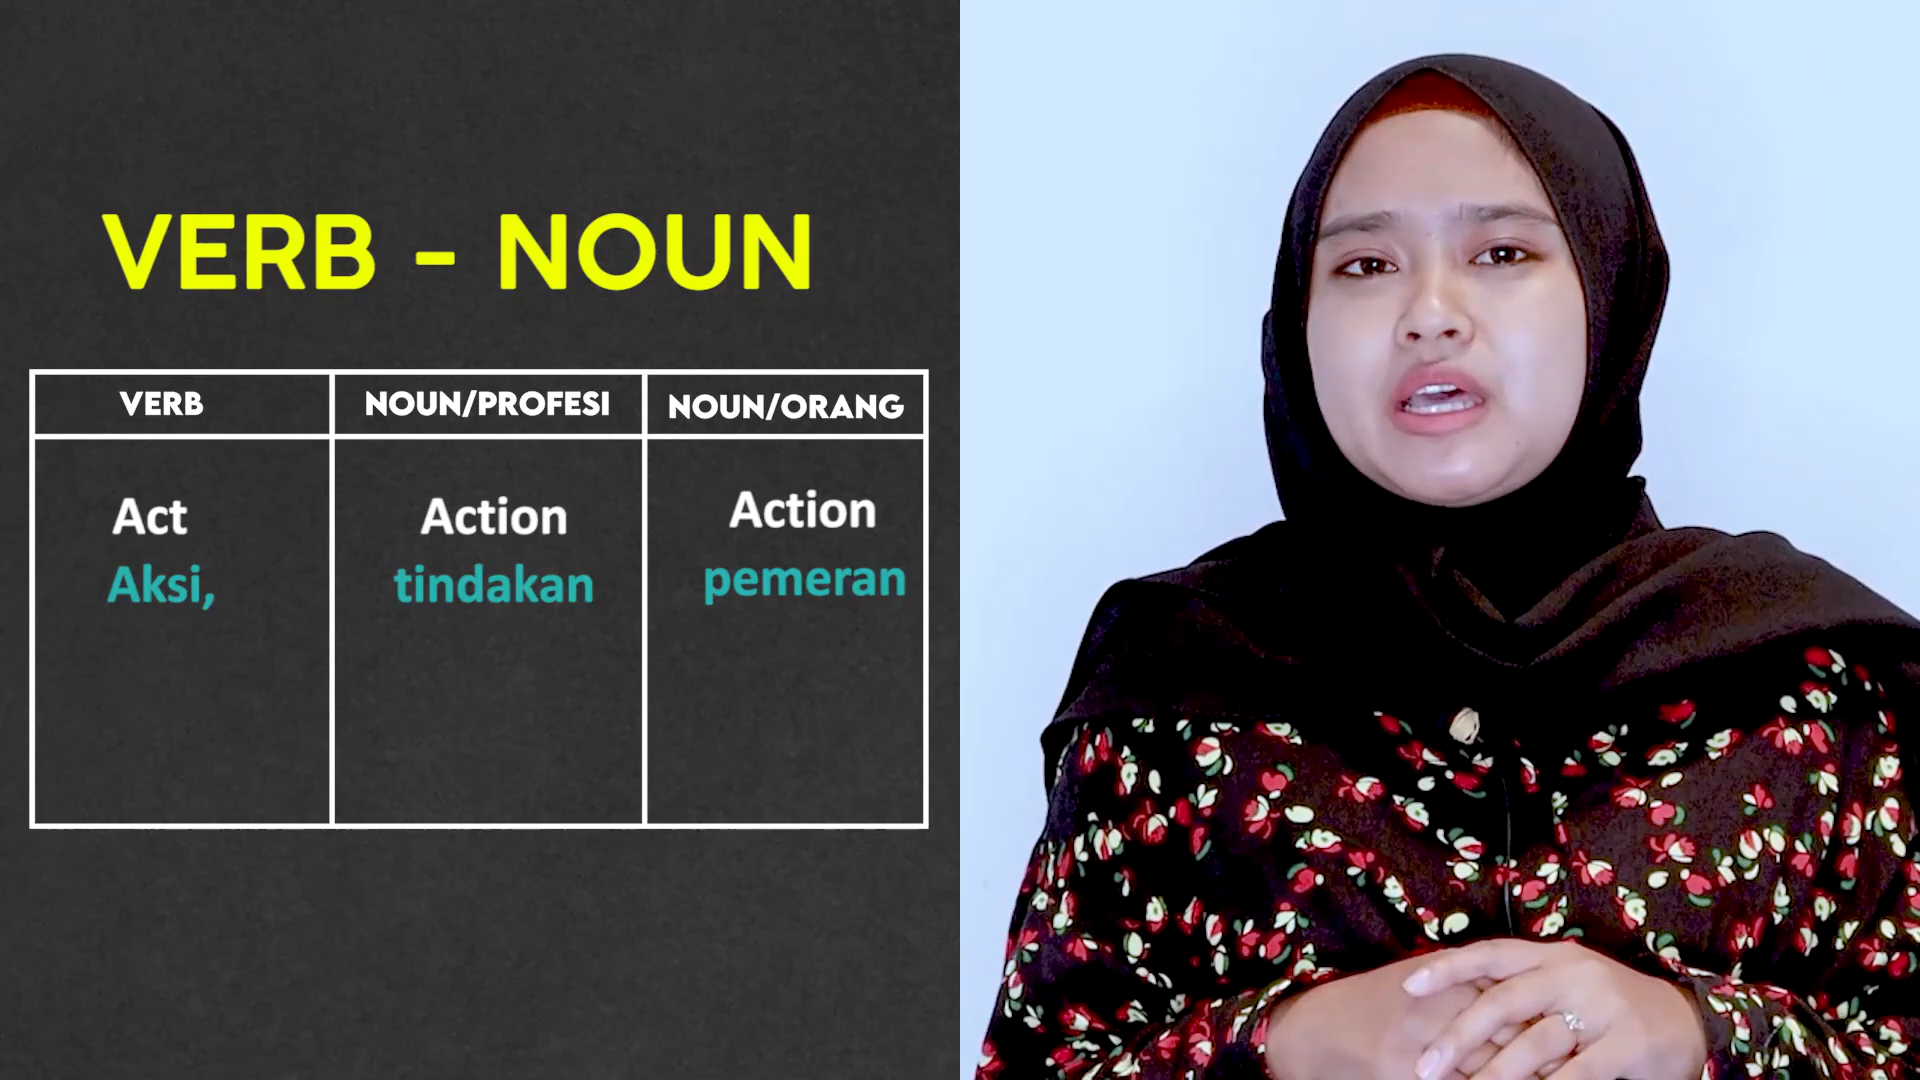 VERB - NOUN
VERB NOUN/PROFESI NOUN/ORANG
Act Action Action
Aksi, tindakan pemeran